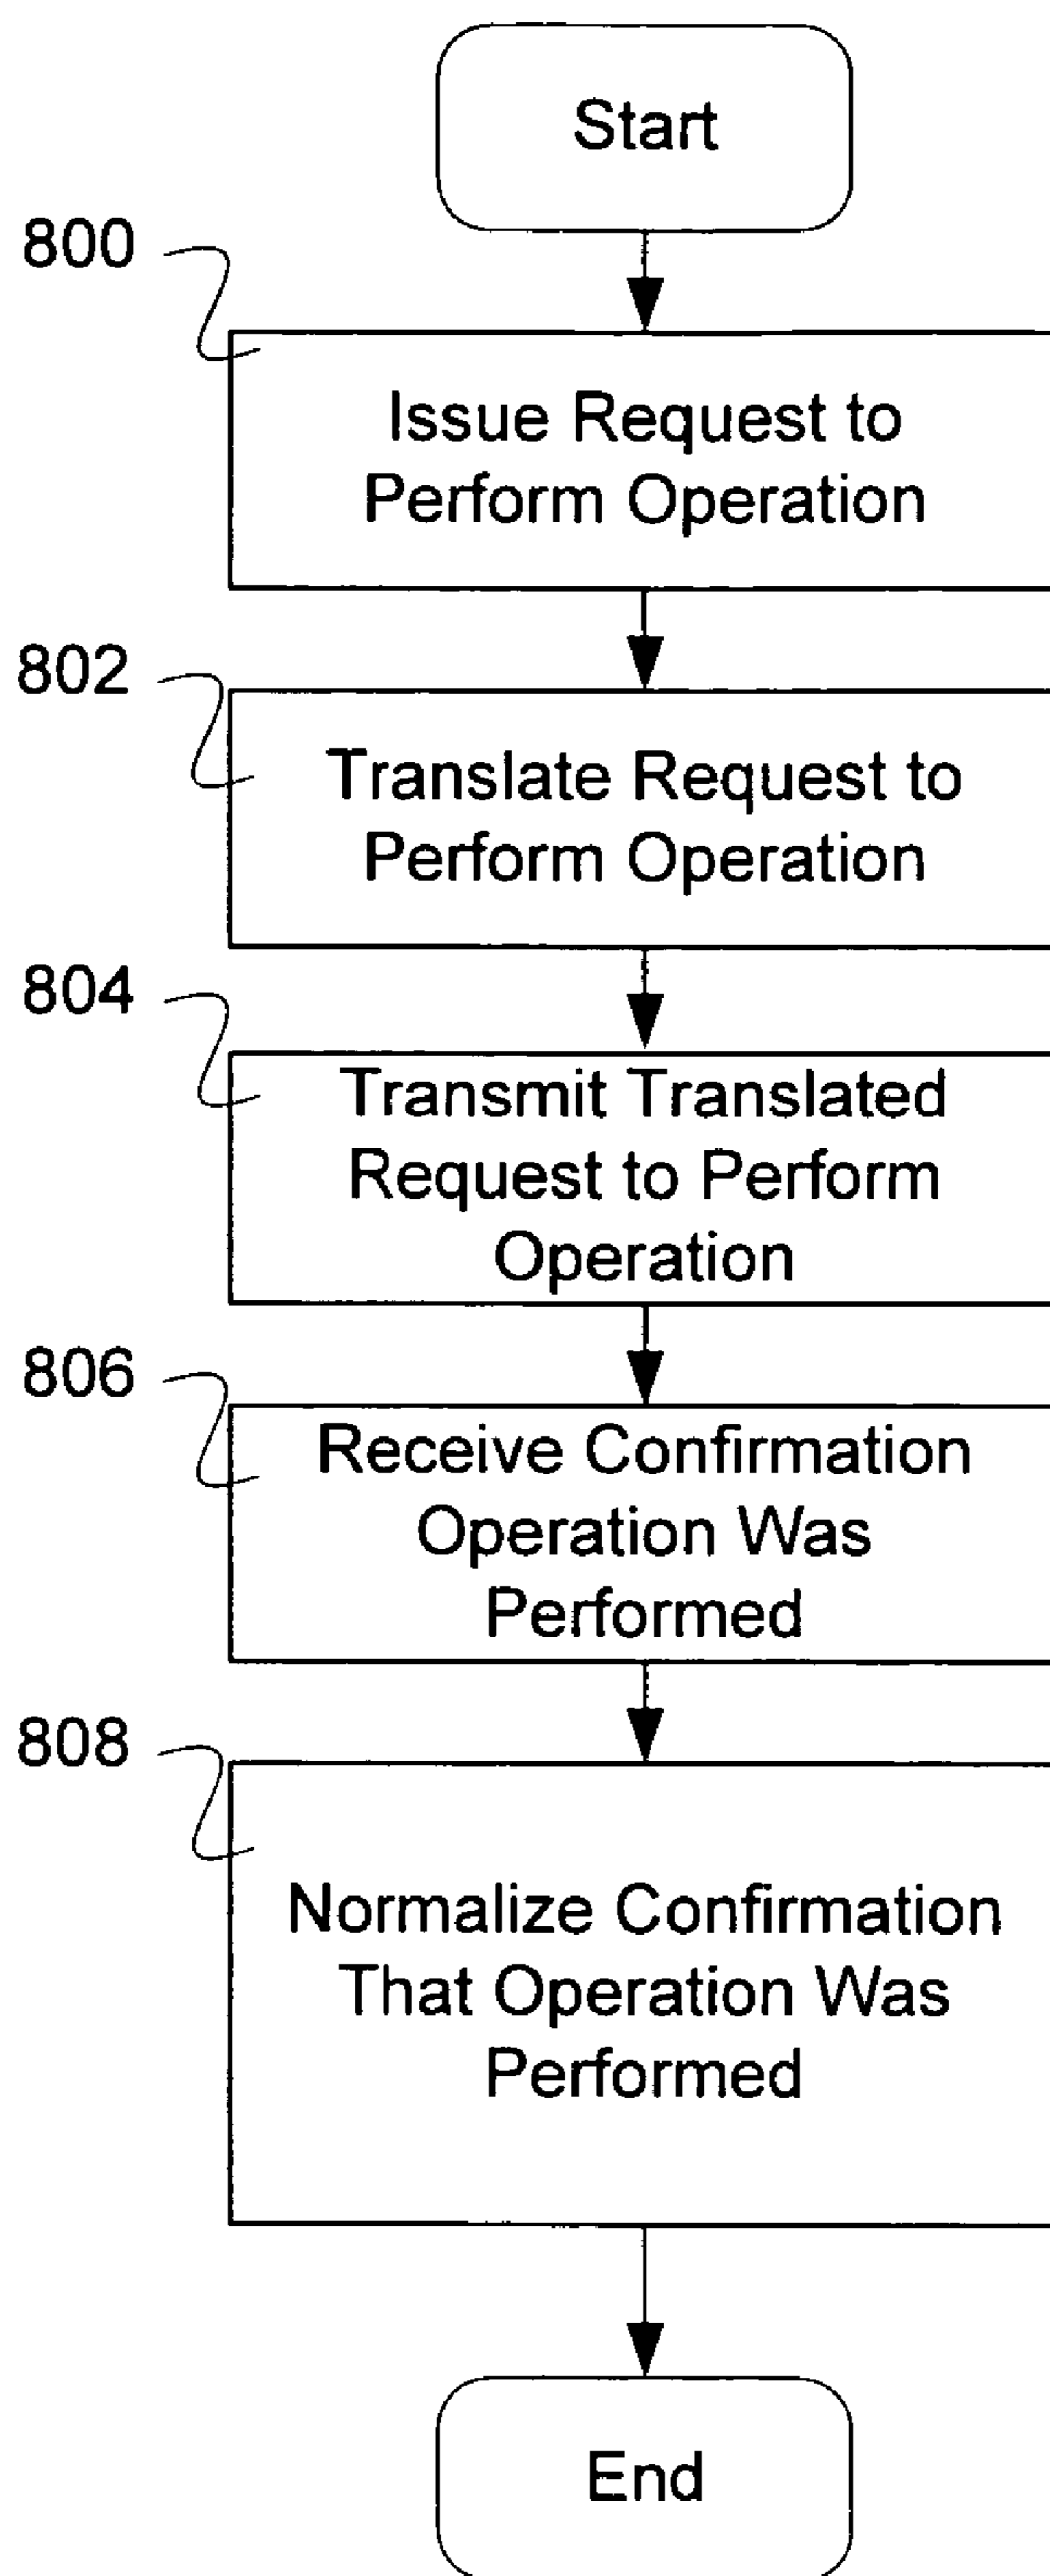 Start
800
Issue Request to
Perform Operation
802
Translate Request to
Perform Operation
804
Transmit Translated
Request to Perform
Operation
806
Receive Confirmation
Operation Was
Performed
808
Normalize Confirmation
That Operation Was
Performed
End